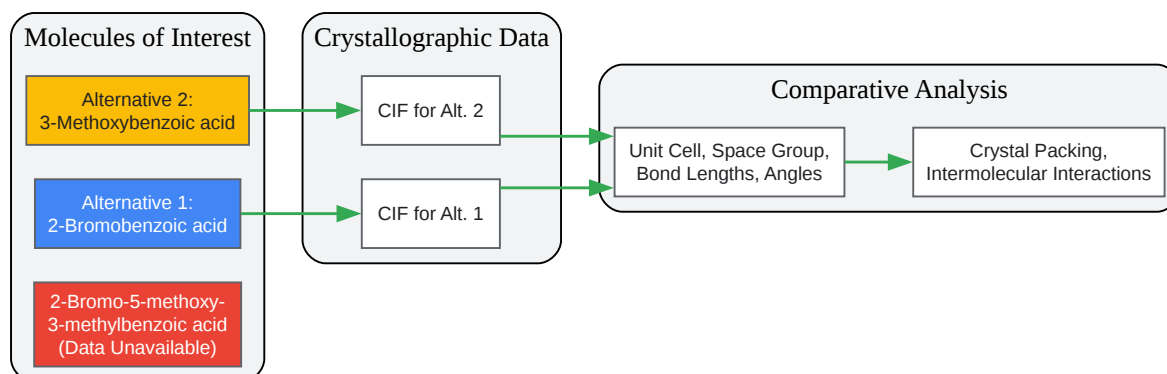 Molecules of Interest
Alternative 2:
3-Methoxybenzoic acid
Alternative 1:
2-Bromobenzoic acid
2-Bromo-5-methoxy-
3-methylbenzoic acid
(Data Unavailable)
Crystallographic Data
CIF for Alt. 2
CIF for Alt. 1
Comparative Analysis
Unit Cell, Space Group,
Bond Lengths, Angles
Crystal Packing,
Intermolecular Interactions